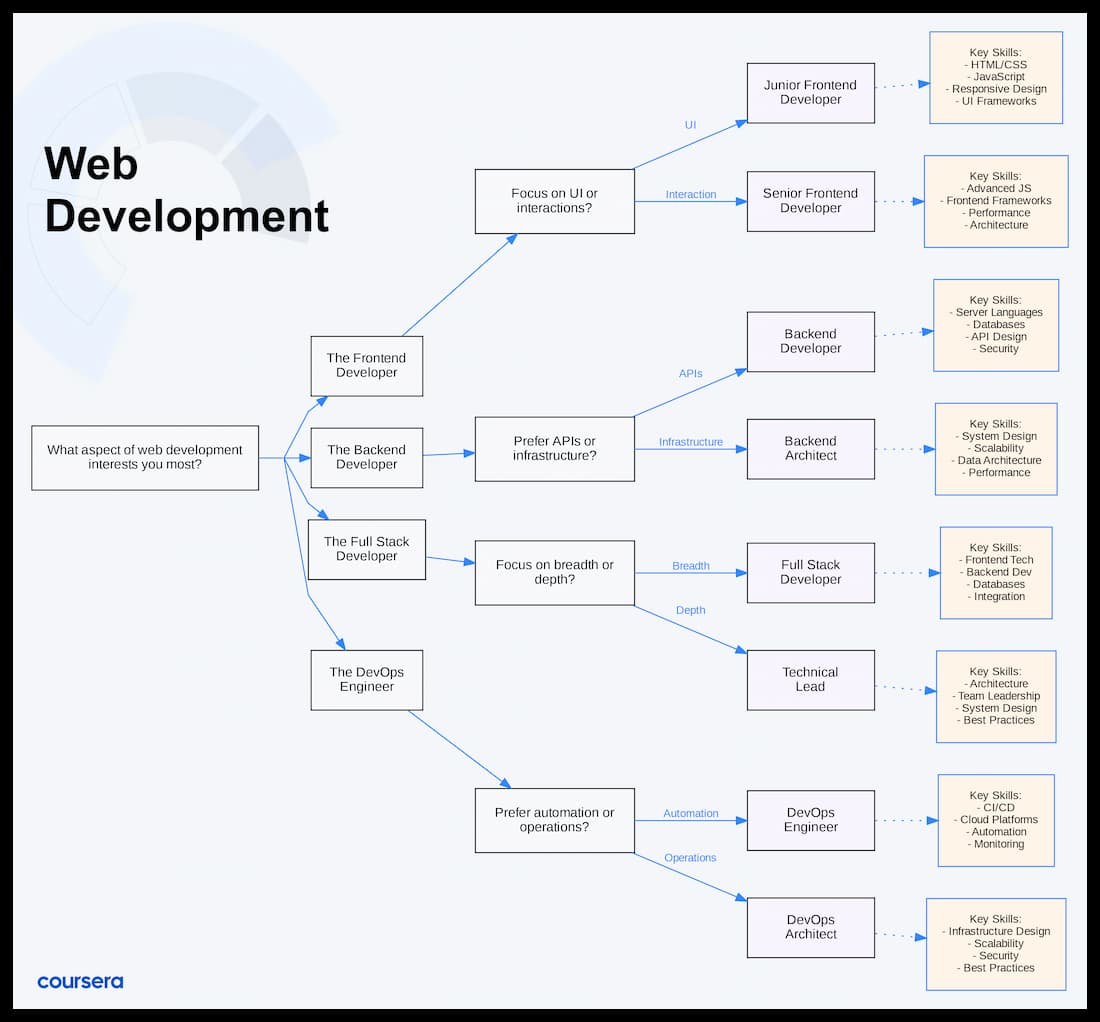 Web
Development
What aspect of web development
interests you most?
The Frontend
Developer
Focus on UI or
interactions?
UI
Junior Frontend
Developer
Key Skills:
- HTML/CSS
- JavaScript
- Responsive Design
- UI Frameworks
Interaction
Senior Frontend
Developer
Key Skills:
- Advanced JS
- Frontend Frameworks
- Performance
- Architecture
The Backend
Developer
Prefer APIs or
infrastructure?
APIs
Backend
Developer
Key Skills:
- Server Languages
- Databases
- API Design
- Security
Infrastructure
Backend
Architect
Key Skills:
- System Design
- Scalability
- Data Architecture
- Performance
The Full Stack
Developer
Focus on breadth or
depth?
Breadth
Full Stack
Developer
Key Skills:
- Frontend Tech
- Backend Dev
- Databases
- Integration
Depth
Technical
Lead
Key Skills:
- Architecture
- Team Leadership
- System Design
- Best Practices
The DevOps
Engineer
Prefer automation or
operations?
Automation
DevOps
Engineer
Key Skills:
- CI/CD
- Cloud Platforms
- Automation
- Monitoring
Operations
DevOps
Architect
Key Skills:
- Infrastructure Design
- Scalability
- Security
- Best Practices
coursera